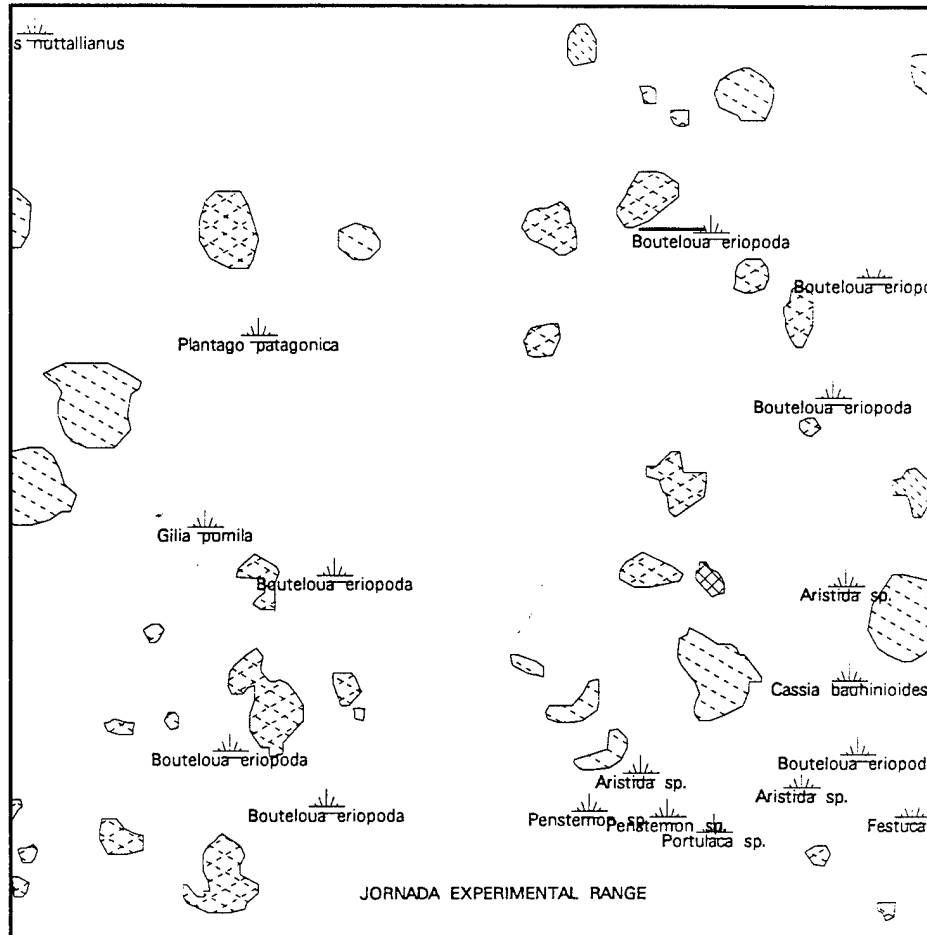 s nuttallianus
Bouteloua eriopoda
Bouteloua eriopo
Plantago patagonica
Bouteloua eriopoda
Gilia pumila
Bouteloua eriopoda
Aristida sp.
Cassia bauhinioides
Bouteloua eriopoda
Bouteloua eriopod
Aristida sp.
Aristida sp.
Bouteloua eriopoda
Penstemon sp.
Penstemon sp.
Festuca
Portulaca sp.
JORNADA EXPERIMENTAL RANGE